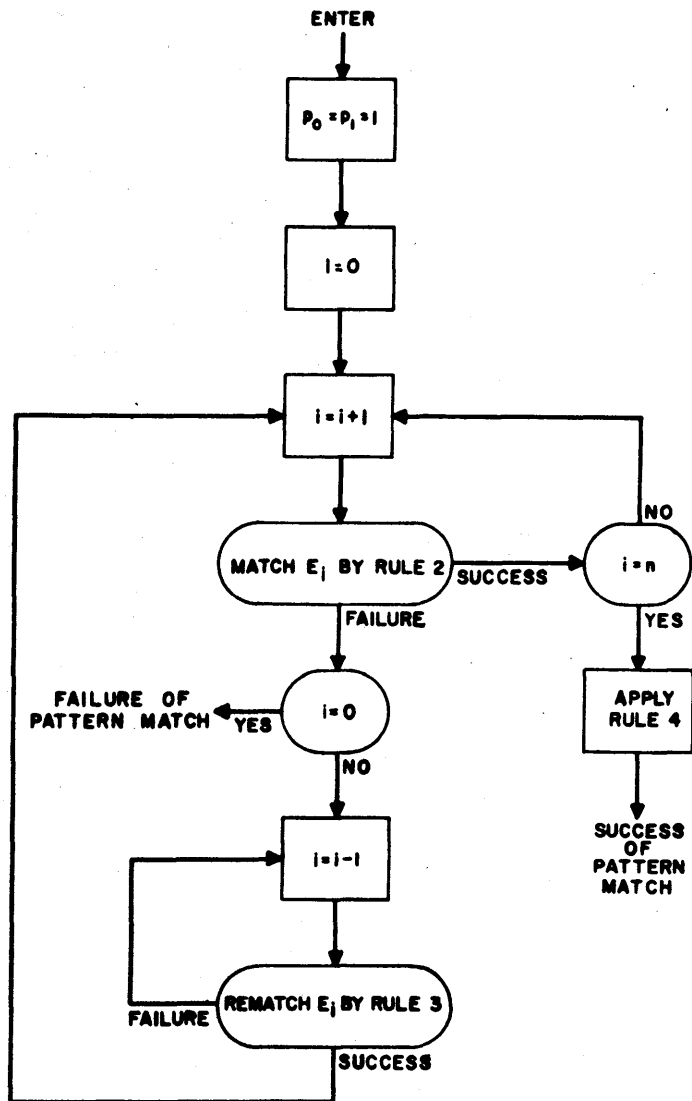 ENTER
P₀ = P₁ = 1
i = 0
i = i + 1
MATCH Eᵢ BY RULE 2
SUCCESS
i = n
NO
YES
FAILURE
FAILURE OF
PATTERN MATCH
YES
i = 0
NO
APPLY
RULE 4
SUCCESS
OF
PATTERN
MATCH
i = i - 1
REMATCH Eᵢ BY RULE 3
FAILURE
SUCCESS